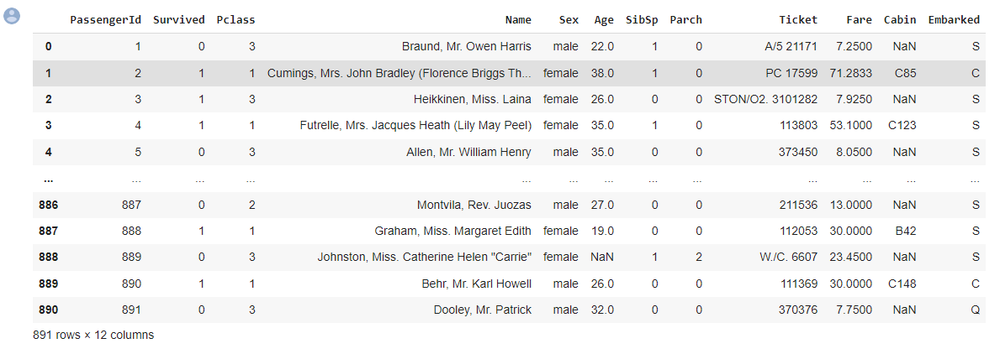 PassengerId Survived Pclass Name Sex Age SibSp Parch Ticket Fare Cabin Embarked
0 1 0 3 Braund, Mr. Owen Harris male 22.0 1 0 A/5 21171 7.2500 NaN S
1 2 1 1 Cumings, Mrs. John Bradley (Florence Briggs Th... female 38.0 1 0 PC 17599 71.2833 C85 C
2 3 1 3 Heikkinen, Miss. Laina female 26.0 0 0 STON/O2. 3101282 7.9250 NaN S
3 4 1 1 Futrelle, Mrs. Jacques Heath (Lily May Peel) female 35.0 1 0 113803 53.1000 C123 S
4 5 0 3 Allen, Mr. William Henry male 35.0 0 0 373450 8.0500 NaN S
... ... ... ... ... ... ... ... ... ... ... ... ...
886 887 0 2 Montvila, Rev. Juozas male 27.0 0 0 211536 13.0000 NaN S
887 888 1 1 Graham, Miss. Margaret Edith female 19.0 0 0 112053 30.0000 B42 S
888 889 0 3 Johnston, Miss. Catherine Helen "Carrie" female NaN 1 2 W./C. 6607 23.4500 NaN S
889 890 1 1 Behr, Mr. Karl Howell male 26.0 0 0 111369 30.0000 C148 C
890 891 0 3 Dooley, Mr. Patrick male 32.0 0 0 370376 7.7500 NaN Q
891 rows × 12 columns